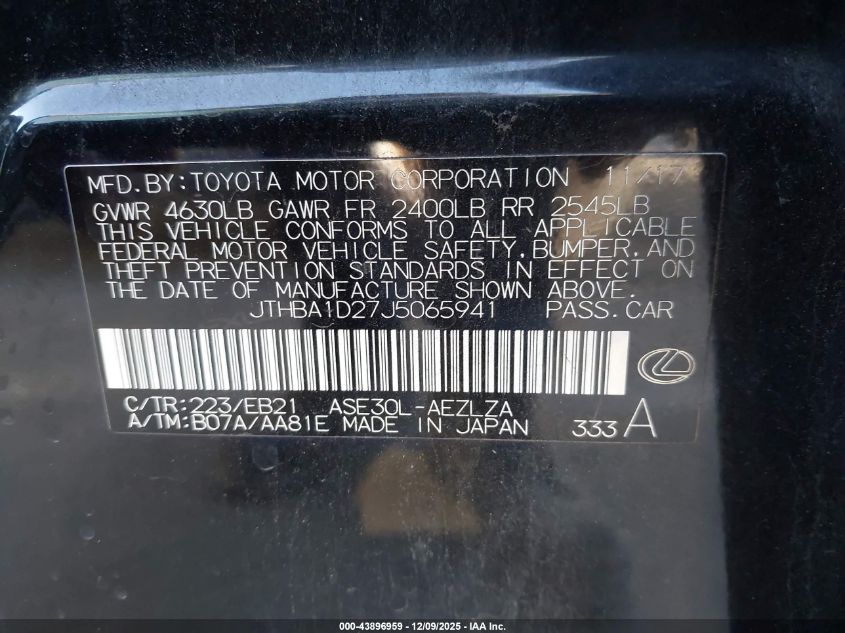 MFD.BY:TOYOTA MOTOR CORPORATION 11/17
GVWR 4630LB GAWR FR 2400LB RR 2545LB
THIS VEHICLE CONFORMS TO ALL APPLICABLE
FEDERAL MOTOR VEHICLE SAFETY,BUMPER,AND
THEFT PREVENTION STANDARDS IN EFFECT ON
THE DATE OF MANUFACTURE SHOWN ABOVE.
JTHBA1D27J5065941 PASS.CAR
C/TR:223/EB21 ASE30L-AEZLZA
A/TM:B07A/AA81E MADE IN JAPAN 333 A
000-43896959 | 12/09/2025 - IAA Inc.